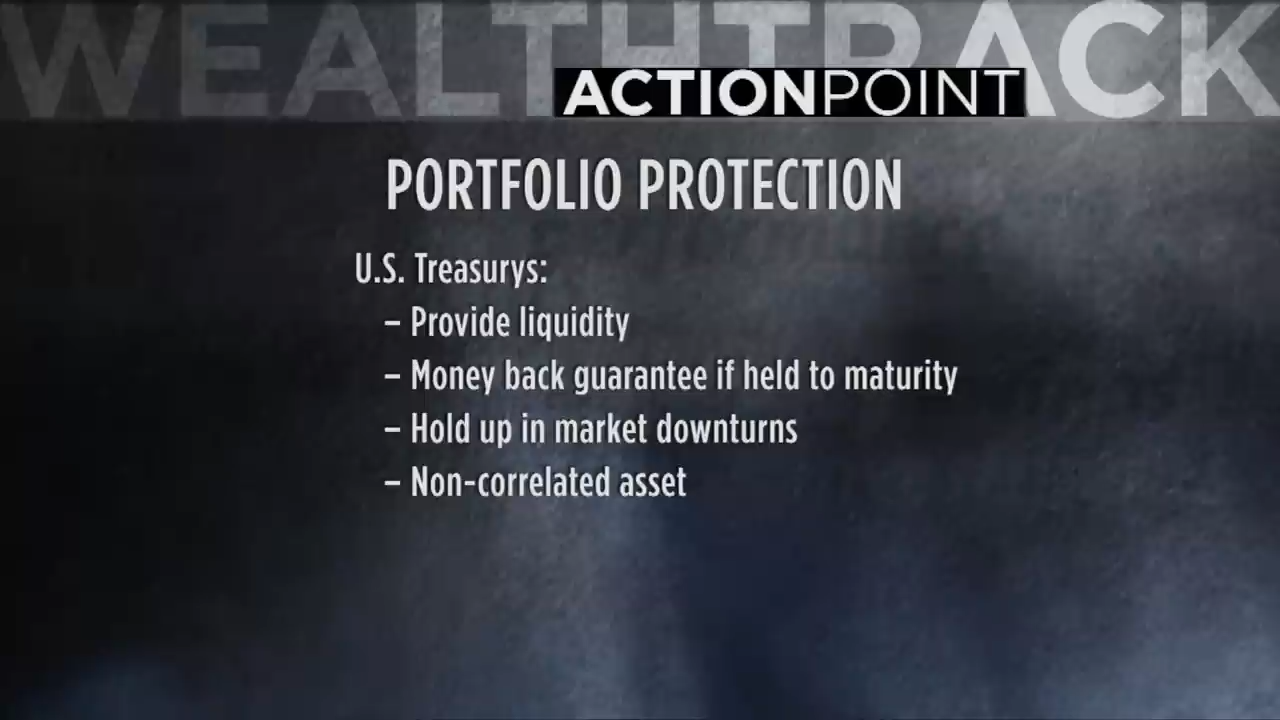 WEALTHTRACK
ACTIONPOINT
PORTFOLIO PROTECTION
U.S. Treasurys:
– Provide liquidity
– Money back guarantee if held to maturity
– Hold up in market downturns
– Non-correlated asset